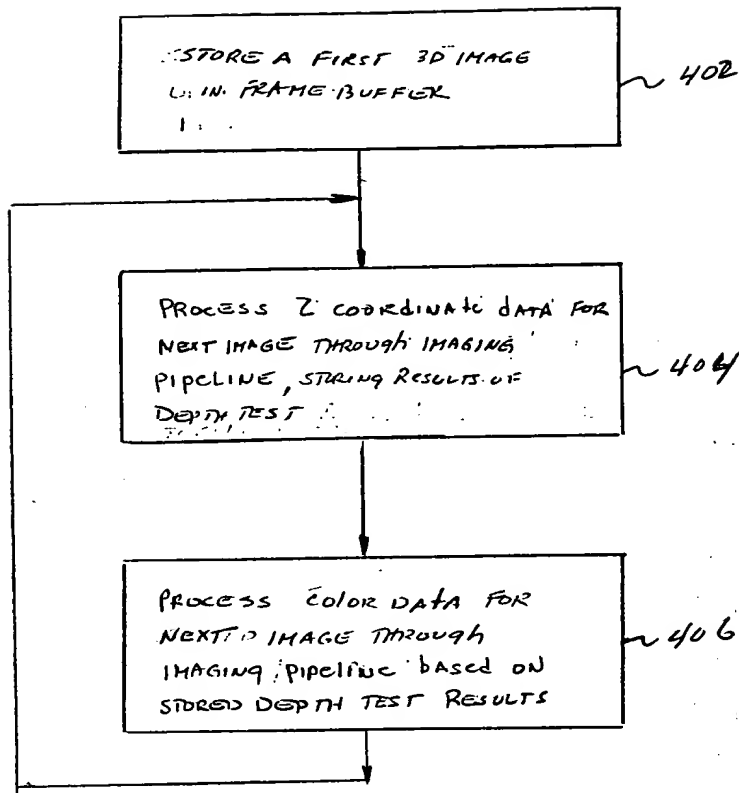 STORE A FIRST 3D IMAGE
IN FRAME BUFFER
402
PROCESS Z COORDINATE DATA FOR
NEXT IMAGE THROUGH IMAGING
PIPELINE, STORING RESULTS OF
DEPTH TEST
404
PROCESS COLOR DATA FOR
NEXT IMAGE THROUGH
IMAGING PIPELINE based ON
STORED DEPTH TEST RESULTS
406